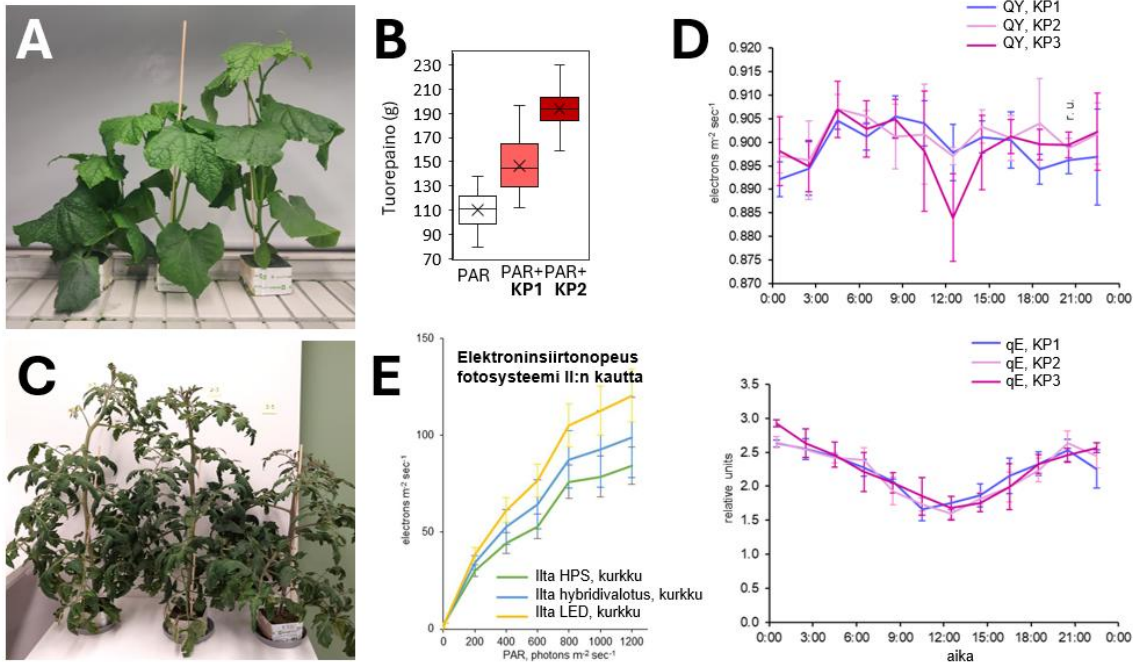 A
B
Tuorepaino (g)
230
210
190
170
150
130
110
90
70
PAR
PAR+
KP1
PAR+
KP2
C
D
QY, KP1
QY, KP2
QY, KP3
electrons m-2 sec-1
0.920
0.915
0.910
0.905
0.900
0.895
0.890
0.885
0.880
0.875
0.870
r. u.
0:00 3:00 6:00 9:00 12:00 15:00 18:00 21:00 0:00
E
Elektroninsiirtonopeus
fotosysteemi II:n kautta
electrons m-2 sec-1
150
100
50
0
Ilta HPS, kurkku
Ilta hybridivalotus, kurkku
Ilta LED, kurkku
0 200 400 600 800 1000 1200
PAR, photons m-2 sec-1
qE, KP1
qE, KP2
qE, KP3
relative units
3.5
3.0
2.5
2.0
1.5
1.0
0.5
0.0
0:00 3:00 6:00 9:00 12:00 15:00 18:00 21:00 0:00
aika